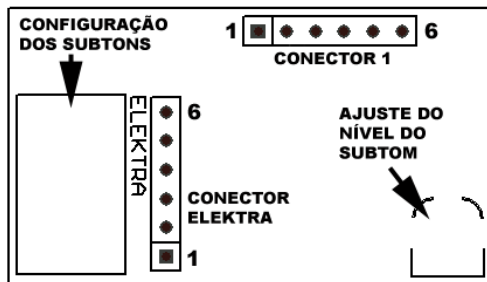 CONFIGURAÇÃO
DOS SUBTONS
1
6
CONECTOR 1
ELEKTRA
6
CONECTOR
ELEKTRA
1
AJUSTE DO
NÍVEL DO
SUBTOM